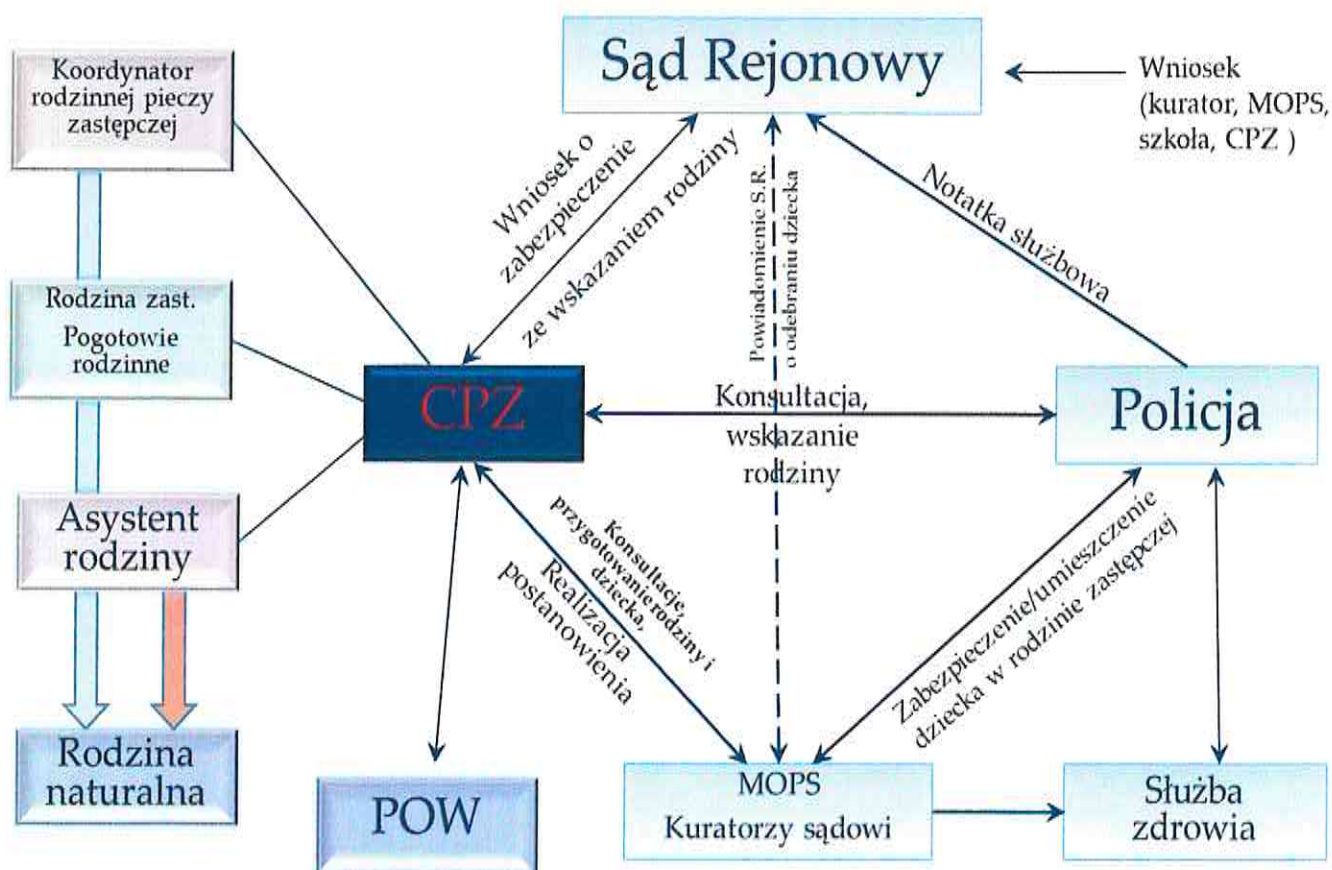 Sąd Rejonowy
Koordynator
rodzinnej pieczy
zastępczej
Wniosek
(kurator, MOPS,
szkoła, CPZ )
Wniosek o
zabezpieczenie
ze wskazaniem rodziny
Powiadomienie S.R.
o odebraniu dziecka
Notatka służbowa
Rodzina zast.
Pogotowie
rodzinne
CPZ
Konsultacja,
wskazanie
rodziny
Policja
Asystent
rodziny
Konsultacje,
przygotowanie rodziny i
dziecka,
Realizacja
postanowienia
Zabezpieczenie/umieszczenie
dziecka w rodzinie zastępczej
Rodzina
naturalna
POW
MOPS
Kuratorzy sądowi
Służba
zdrowia